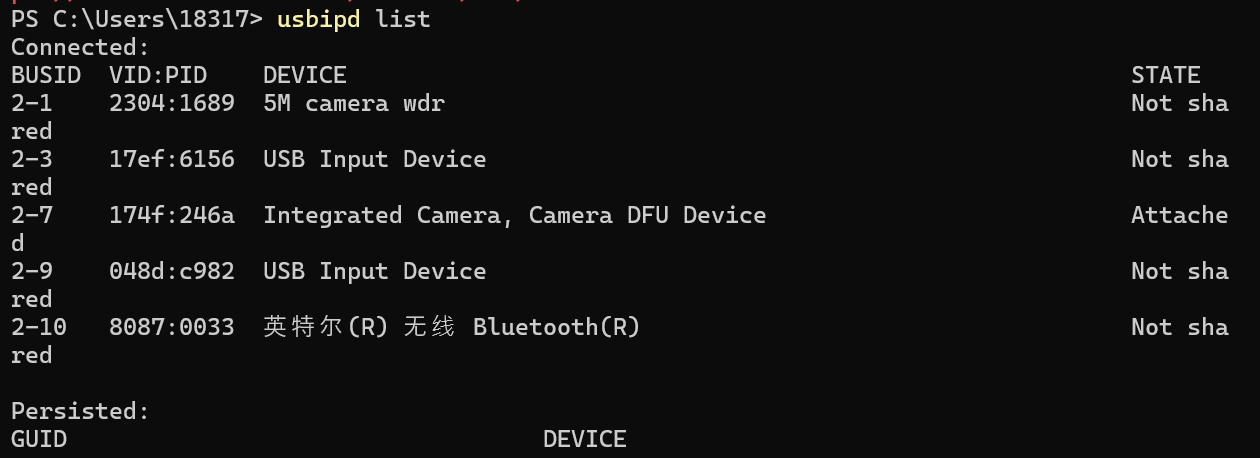 PS C:\Users\18317> usbipd list
Connected:
BUSID  VID:PID    DEVICE                                                        STATE
2-1    2304:1689  5M camera wdr                                                 Not sha
red
2-3    17ef:6156  USB Input Device                                              Not sha
red
2-7    174f:246a  Integrated Camera, Camera DFU Device                          Attache
d
2-9    048d:c982  USB Input Device                                              Not sha
red
2-10   8087:0033  英特尔(R) 无线 Bluetooth(R)                                   Not sha
red
Persisted:
GUID                                  DEVICE